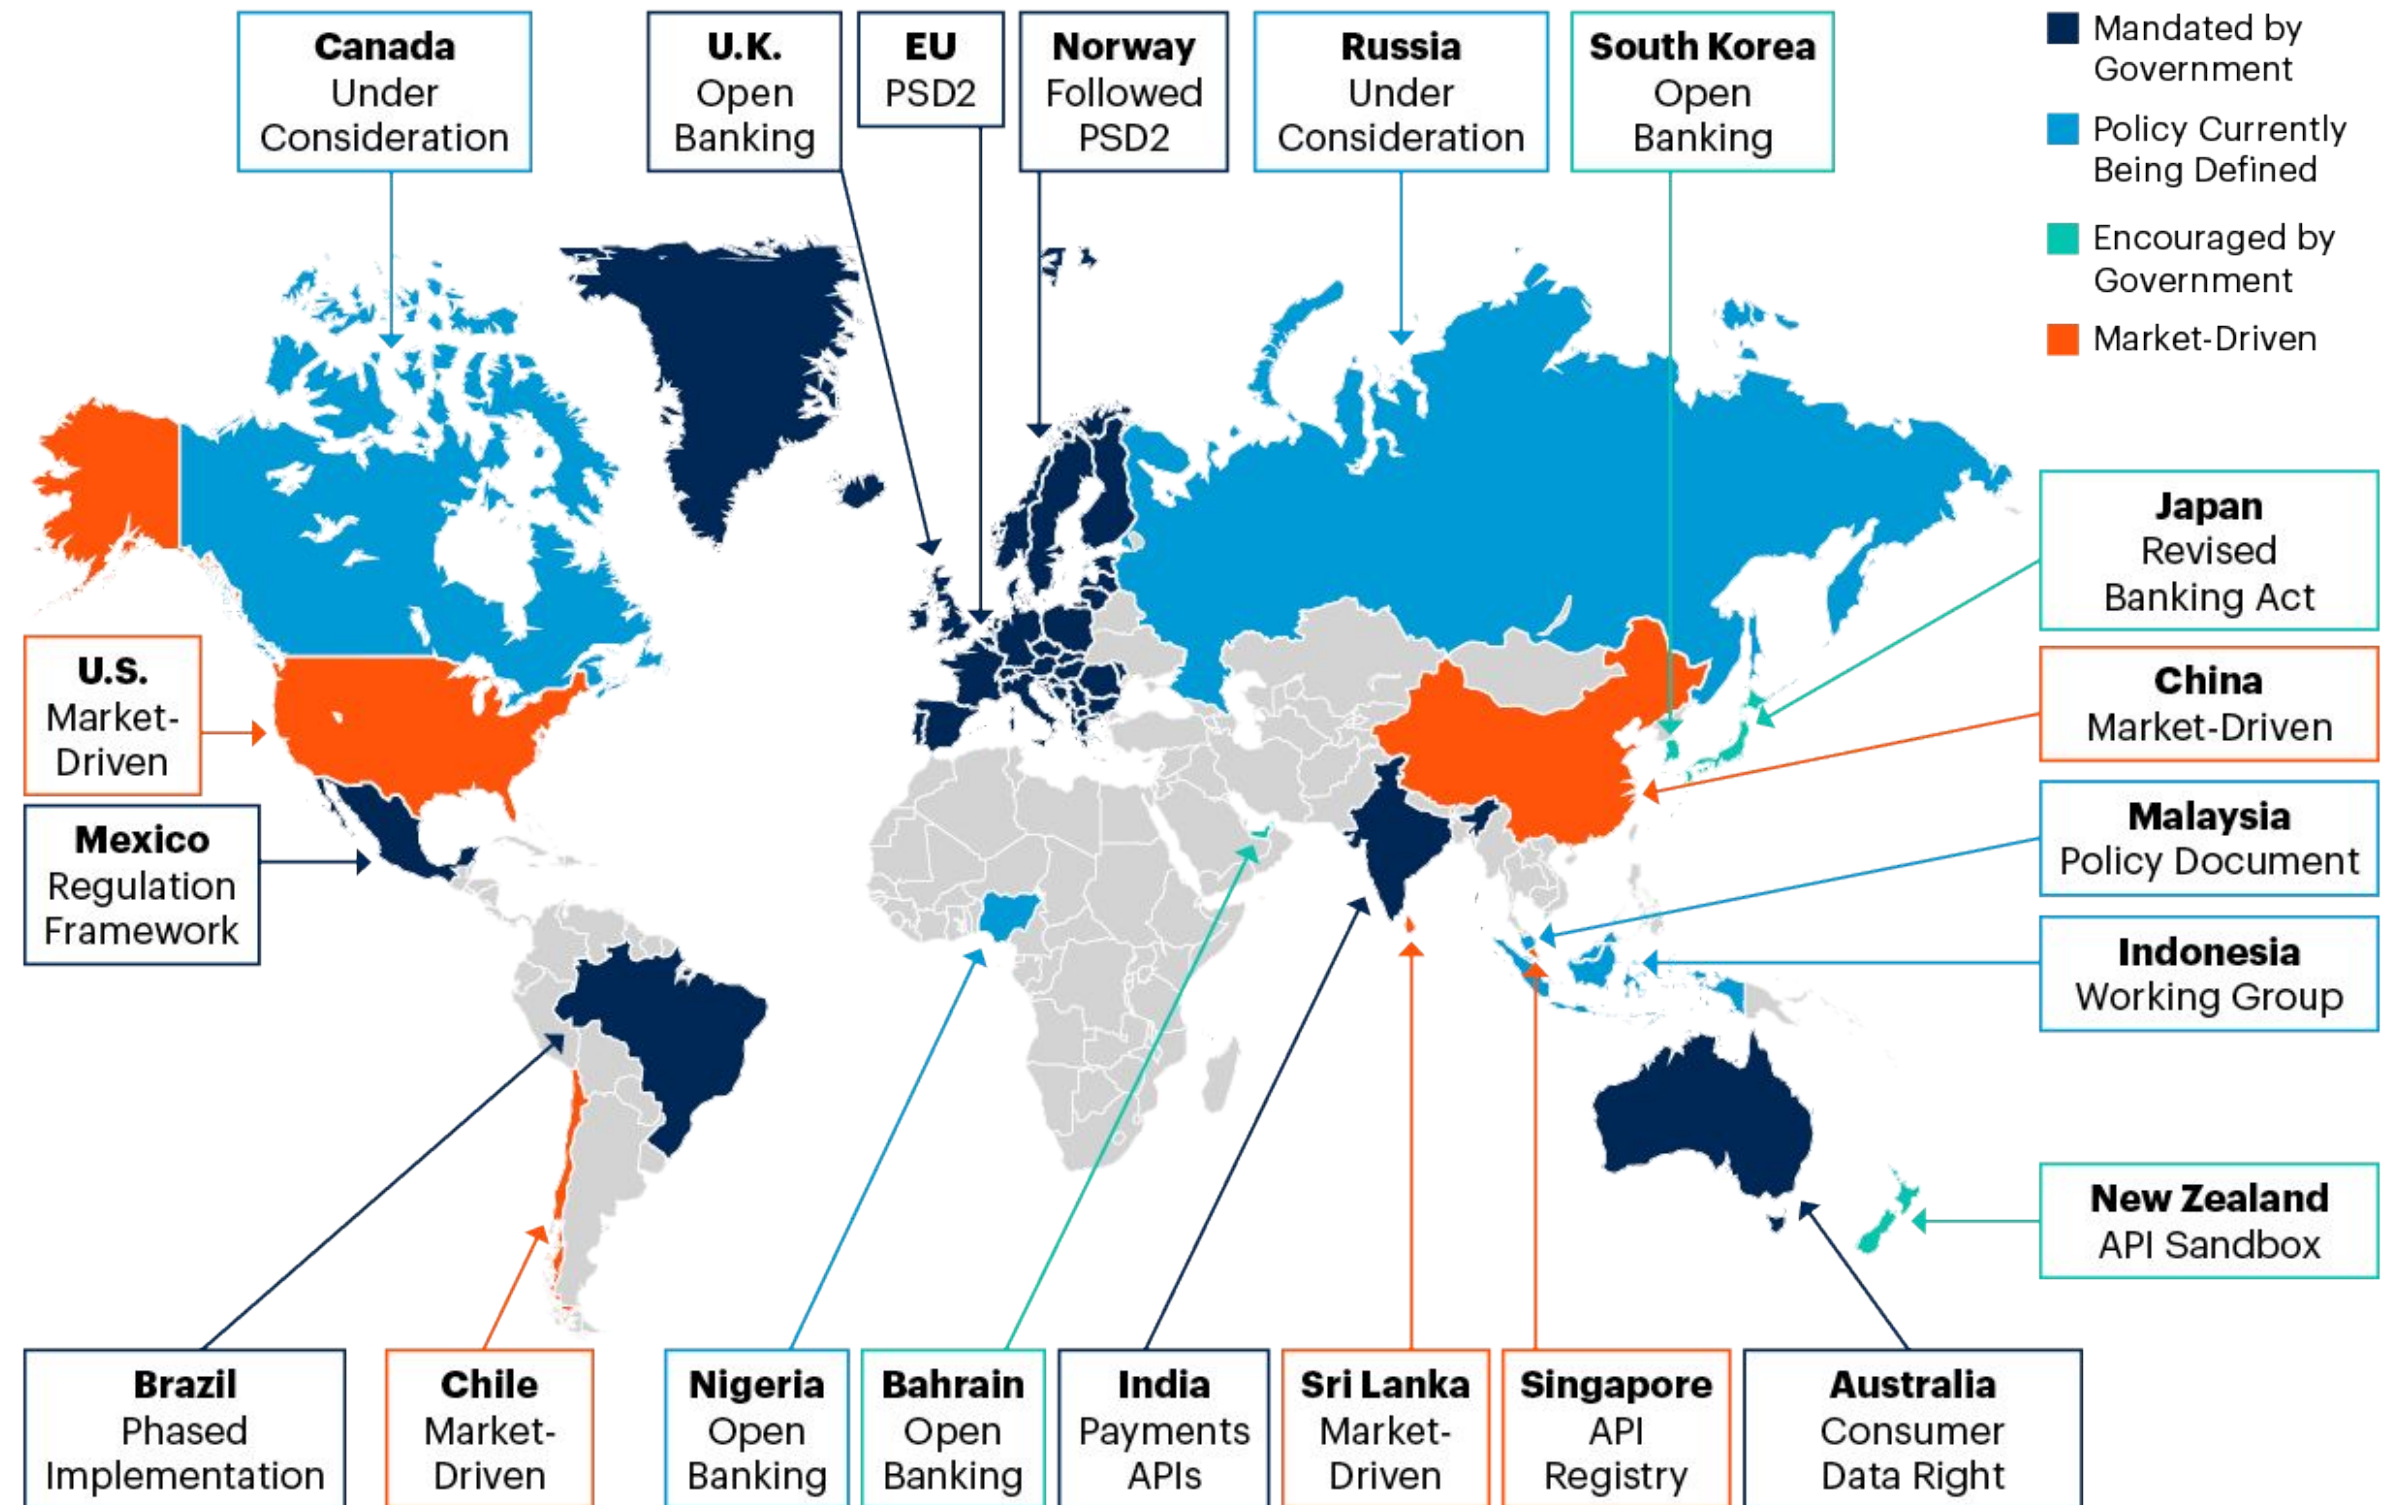 Canada
Under
Consideration
U.K.
Open
Banking
EU
PSD2
Norway
Followed
PSD2
Russia
Under
Consideration
South Korea
Open
Banking
Mandated by
Government
Policy Currently
Being Defined
Encouraged by
Government
Market-Driven
Japan
Revised
Banking Act
U.S.
Market-
Driven
China
Market-Driven
Malaysia
Policy Document
Mexico
Regulation
Framework
Indonesia
Working Group
New Zealand
API Sandbox
Brazil
Phased
Implementation
Chile
Market-
Driven
Nigeria
Open
Banking
Bahrain
Open
Banking
India
Payments
APIs
Sri Lanka
Market-
Driven
Singapore
API
Registry
Australia
Consumer
Data Right